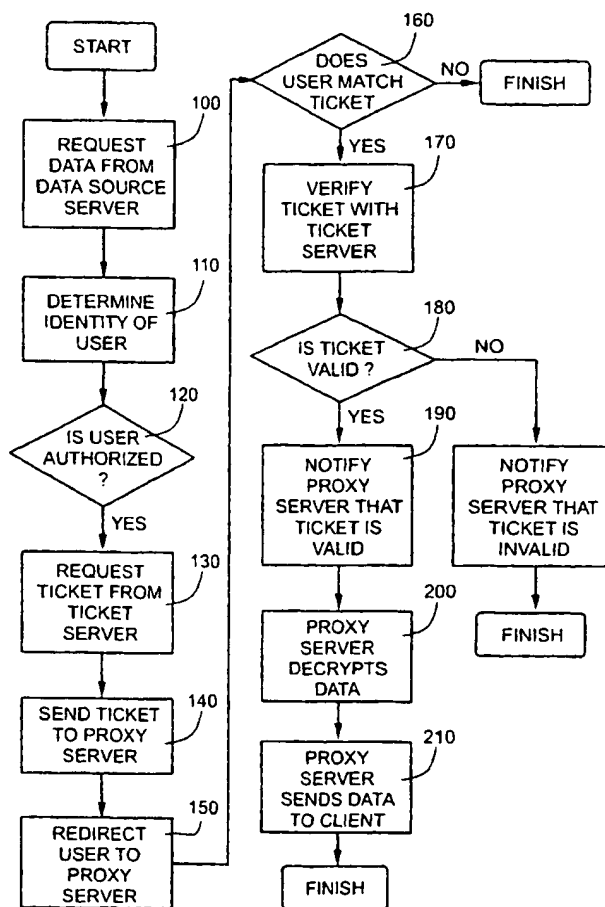 START
100
REQUEST
DATA FROM
DATA SOURCE
SERVER
110
DETERMINE
IDENTITY OF
USER
120
IS USER
AUTHORIZED
?
YES
130
REQUEST
TICKET FROM
TICKET
SERVER
140
SEND TICKET
TO PROXY
SERVER
150
REDIRECT
USER TO
PROXY
SERVER
160
DOES
USER MATCH
TICKET
NO
FINISH
YES
170
VERIFY
TICKET WITH
TICKET
SERVER
180
IS TICKET
VALID ?
NO
YES
190
NOTIFY
PROXY
SERVER THAT
TICKET IS
VALID
NOTIFY
PROXY
SERVER THAT
TICKET IS
INVALID
FINISH
200
PROXY
SERVER
DECRYPTS
DATA
210
PROXY
SERVER
SENDS DATA
TO CLIENT
FINISH